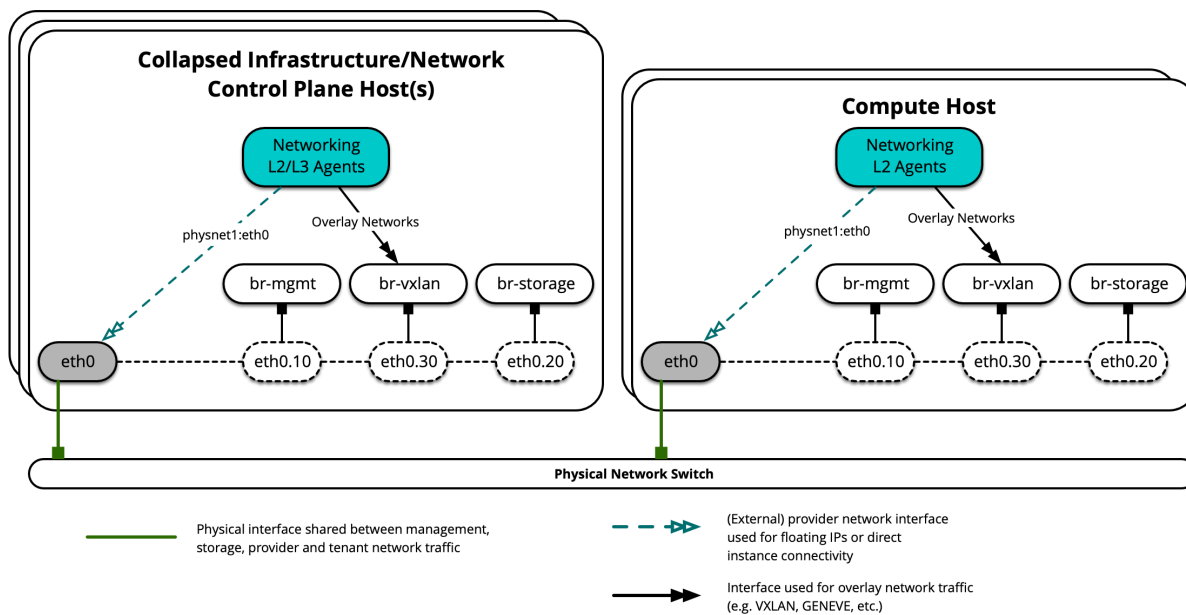 Collapsed Infrastructure/Network
Control Plane Host(s)
Networking
L2/L3 Agents
Overlay Networks
physnet1:eth0
br-mgmt
br-vxlan
br-storage
eth0
eth0.10
eth0.30
eth0.20
Compute Host
Networking
L2 Agents
Overlay Networks
physnet1:eth0
br-mgmt
br-vxlan
br-storage
eth0
eth0.10
eth0.30
eth0.20
Physical Network Switch
Physical interface shared between management,
storage, provider and tenant network traffic
(External) provider network interface
used for floating IPs or direct
instance connectivity
Interface used for overlay network traffic
(e.g. VXLAN, GENEVE, etc.)